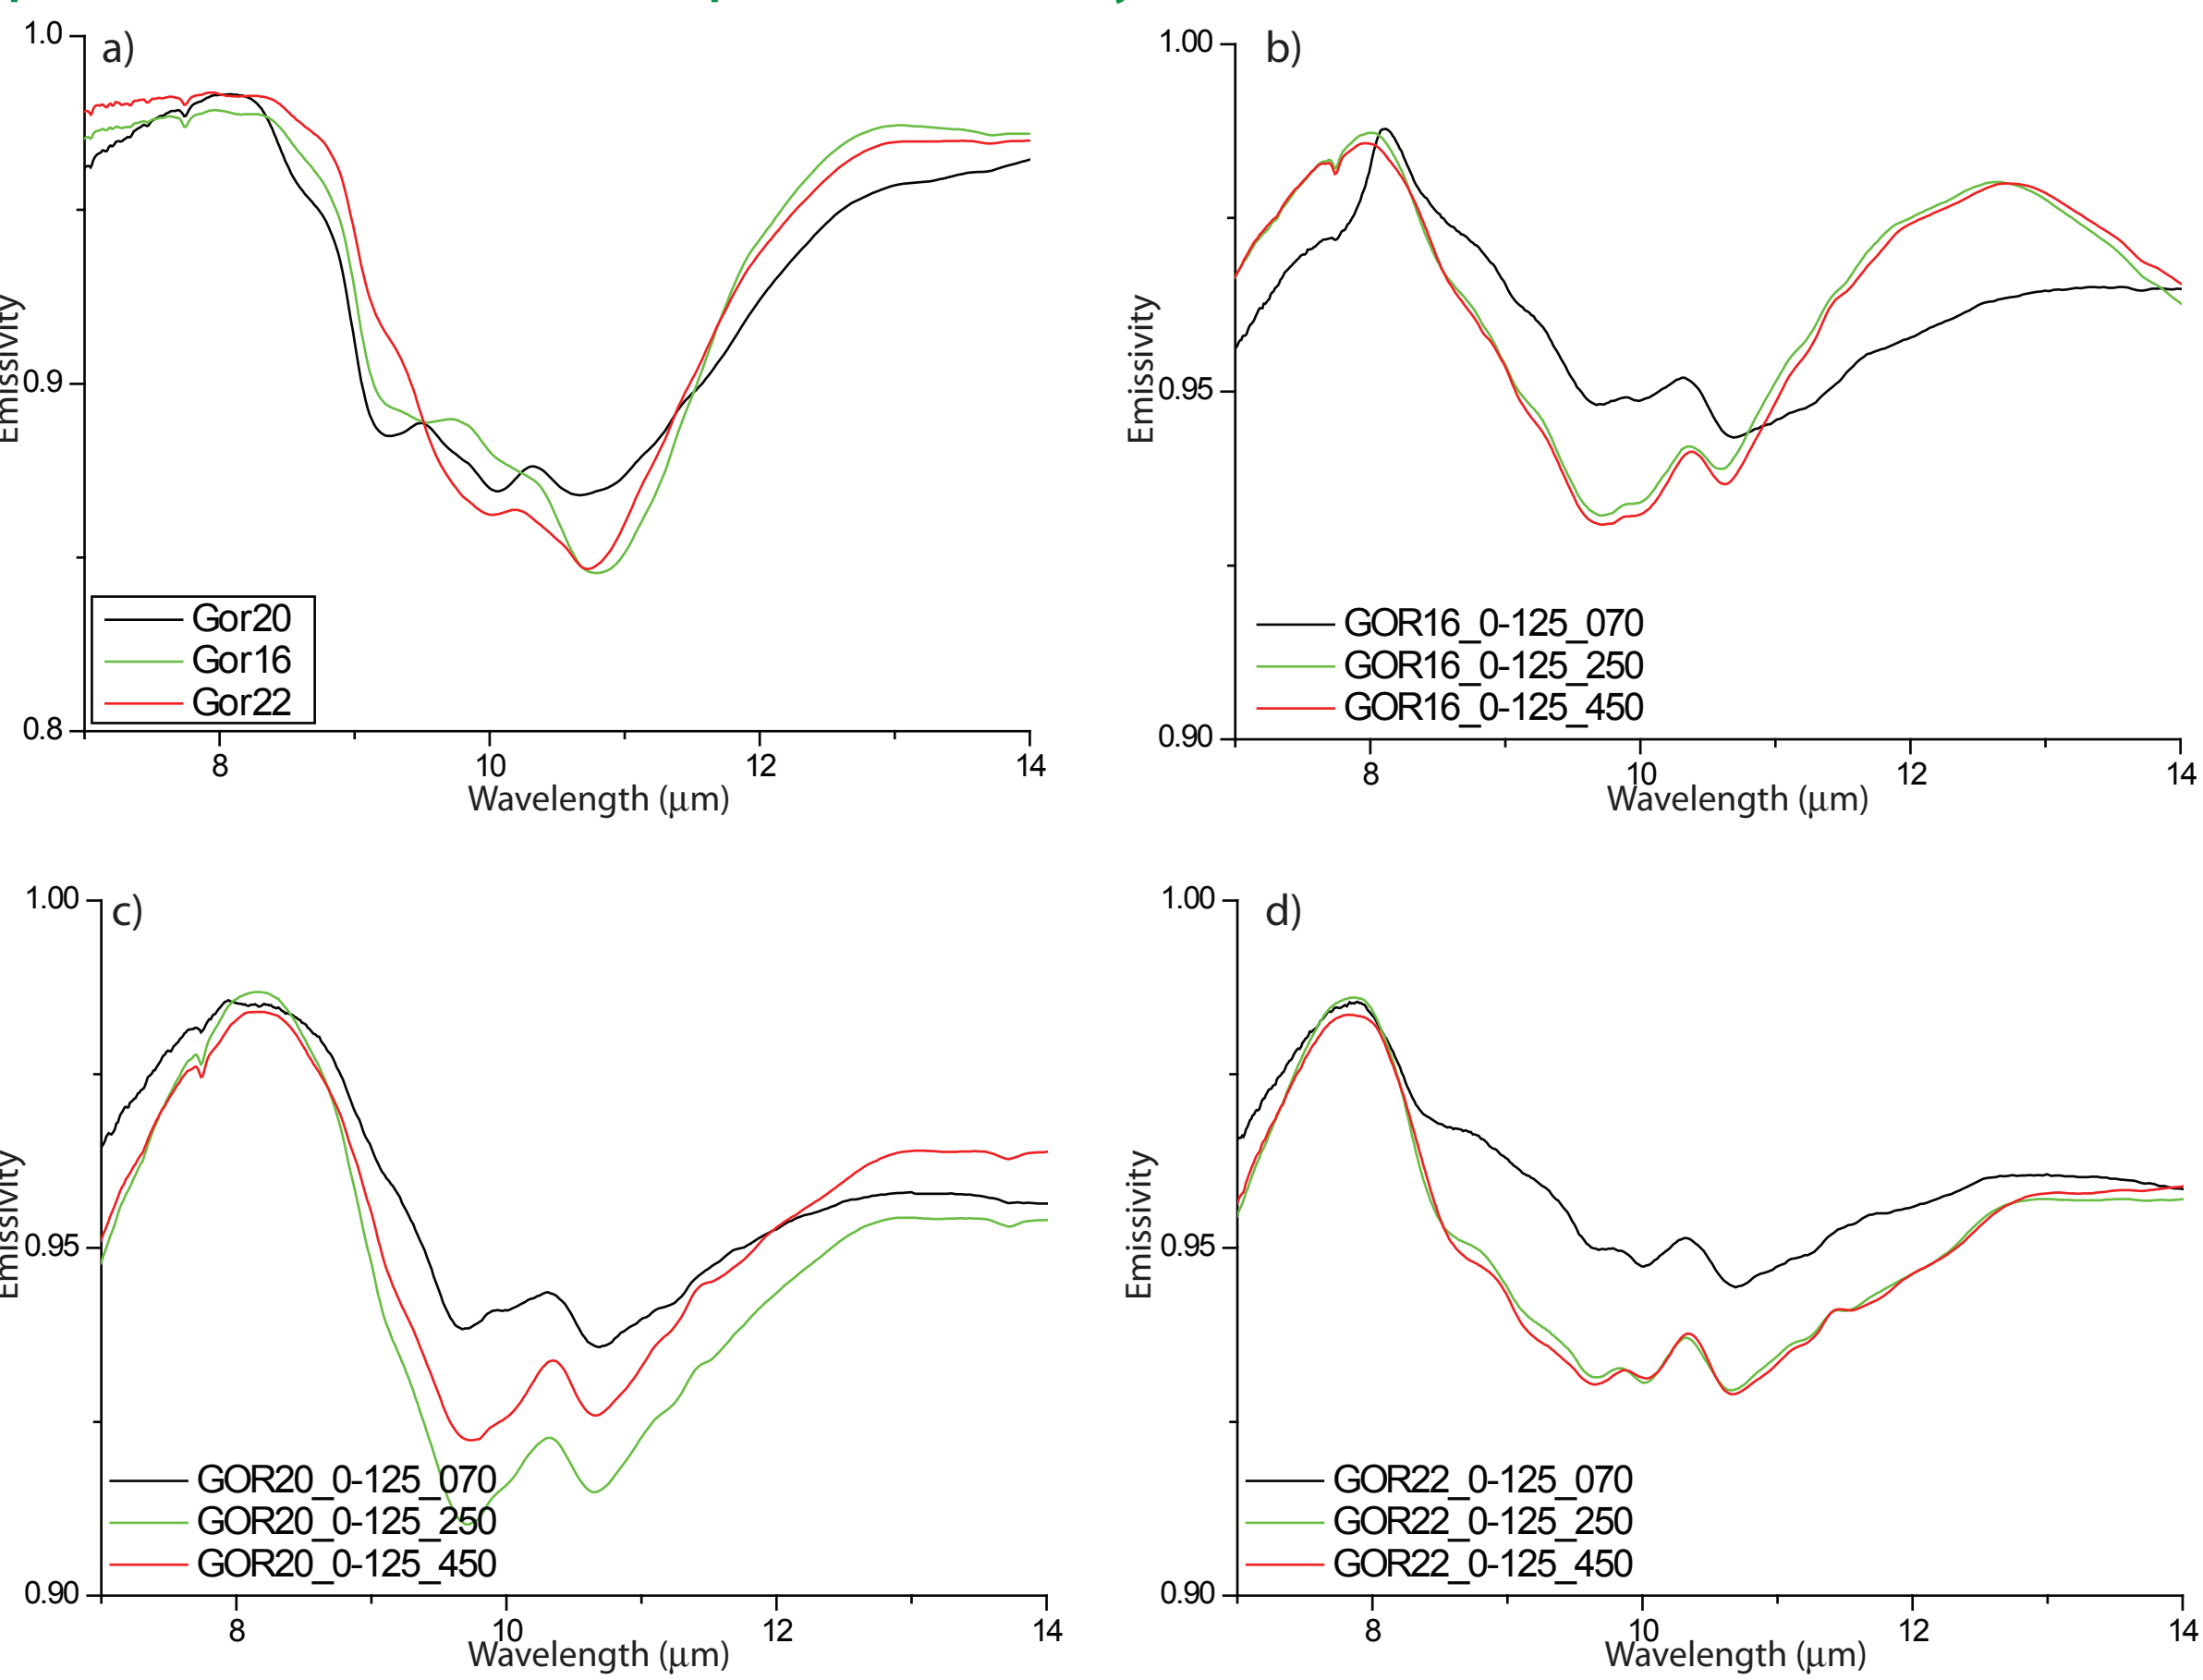 a)
1.0
0.9
0.8
Emissivity
Gor20
Gor16
Gor22
8 10 12 14
Wavelength (μm)
b)
1.00
0.95
0.90
Emissivity
GOR16_0-125_070
GOR16_0-125_250
GOR16_0-125_450
8 10 12 14
Wavelength (μm)
c)
1.00
0.95
0.90
Emissivity
GOR20_0-125_070
GOR20_0-125_250
GOR20_0-125_450
8 10 12 14
Wavelength (μm)
d)
1.00
0.95
0.90
Emissivity
GOR22_0-125_070
GOR22_0-125_250
GOR22_0-125_450
8 10 12 14
Wavelength (μm)